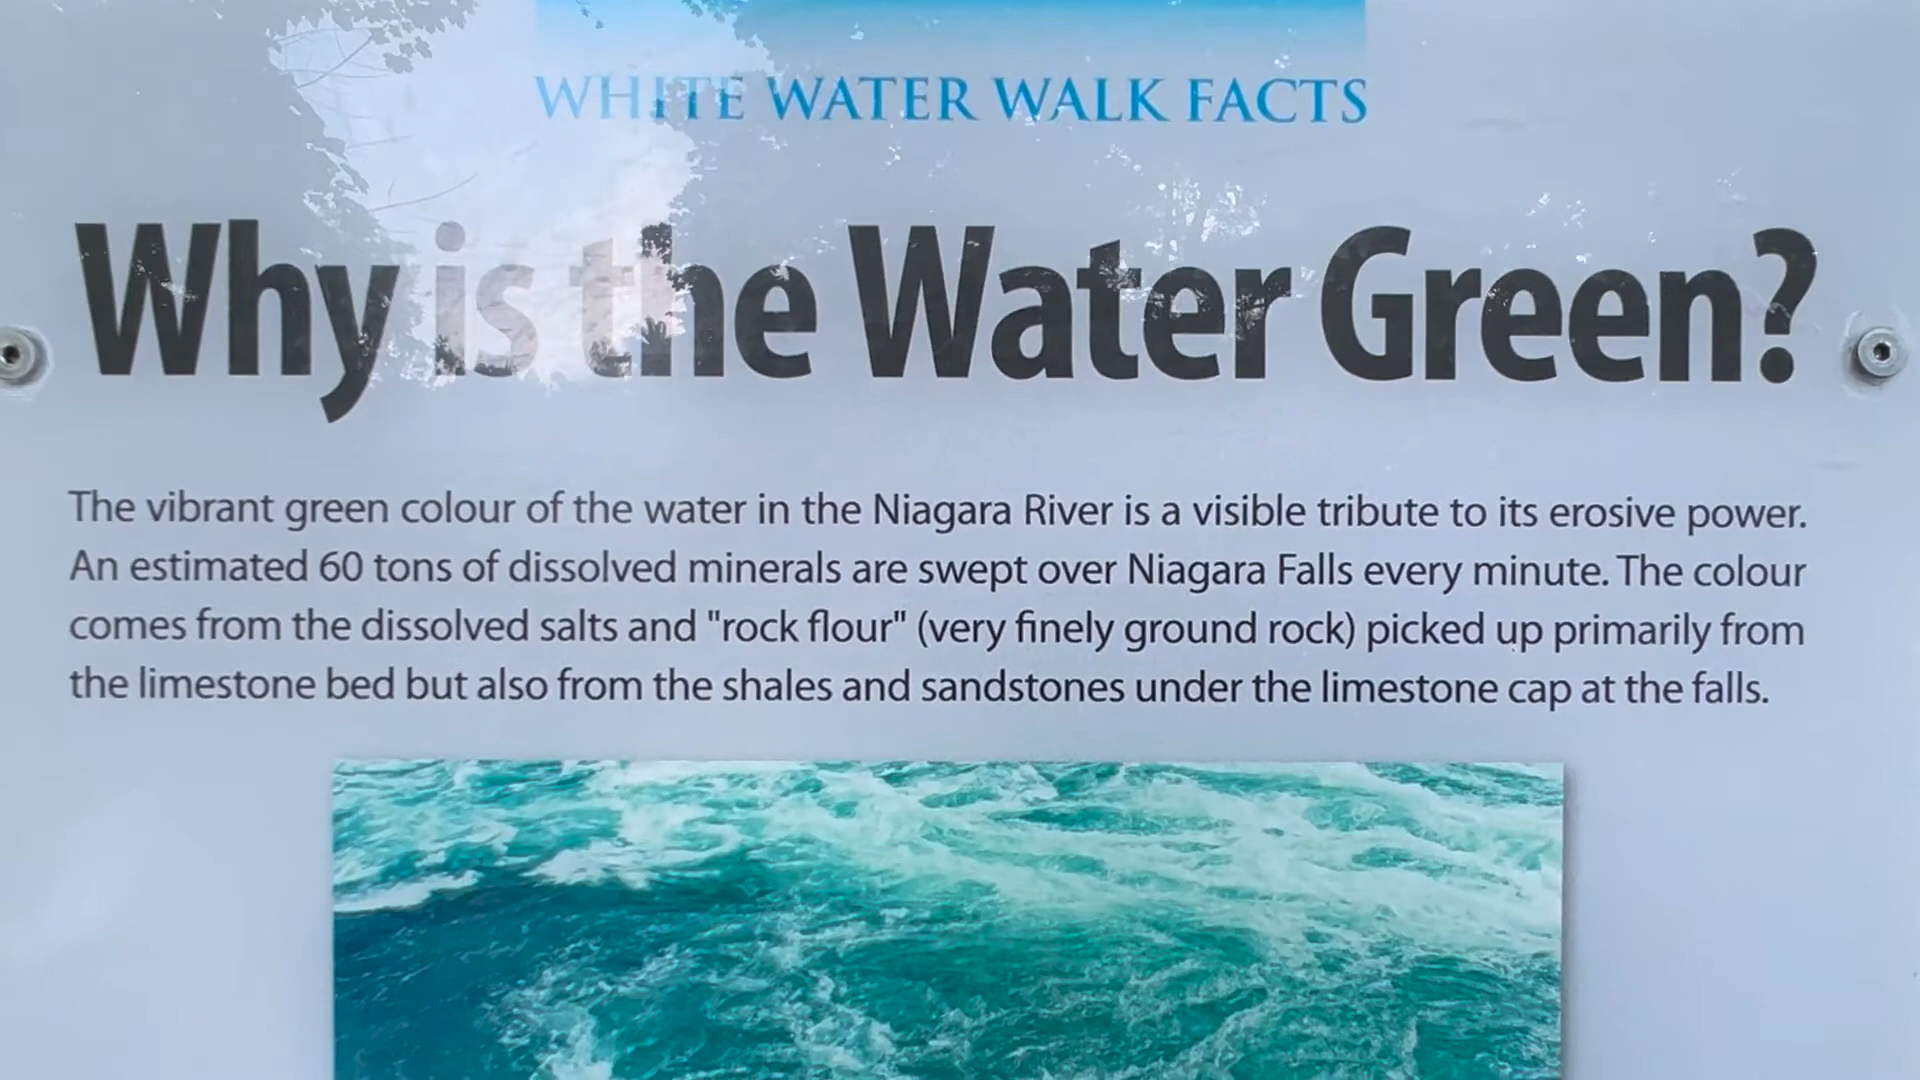 WHITE WATER WALK FACTS
Why is the Water Green?
The vibrant green colour of the water in the Niagara River is a visible tribute to its erosive power.
An estimated 60 tons of dissolved minerals are swept over Niagara Falls every minute. The colour
comes from the dissolved salts and "rock flour" (very finely ground rock) picked up primarily from
the limestone bed but also from the shales and sandstones under the limestone cap at the falls.